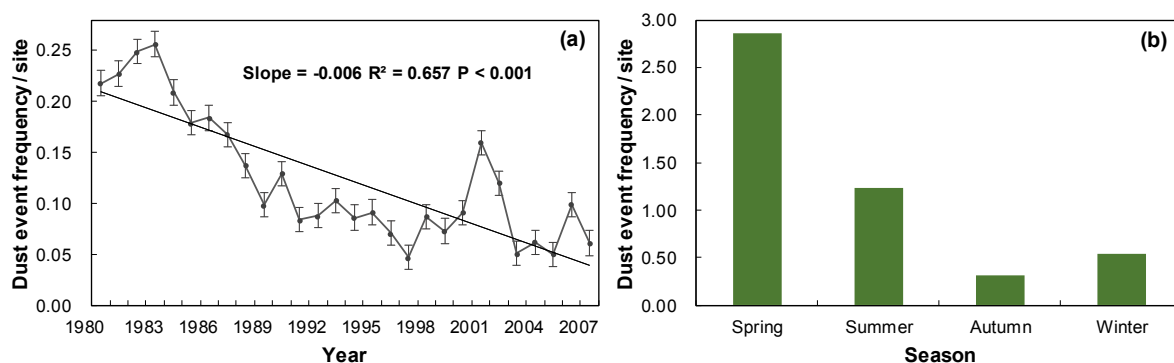 Dust event frequency / site
0.25
0.20
0.15
0.10
0.05
0.00
(a)
Slope = -0.006 R² = 0.657 P < 0.001
1980 1983 1986 1989 1992 1995 1998 2001 2004 2007
Year
Dust event frequency / site
3.00
2.50
2.00
1.50
1.00
0.50
0.00
(b)
Spring Summer Autumn Winter
Season